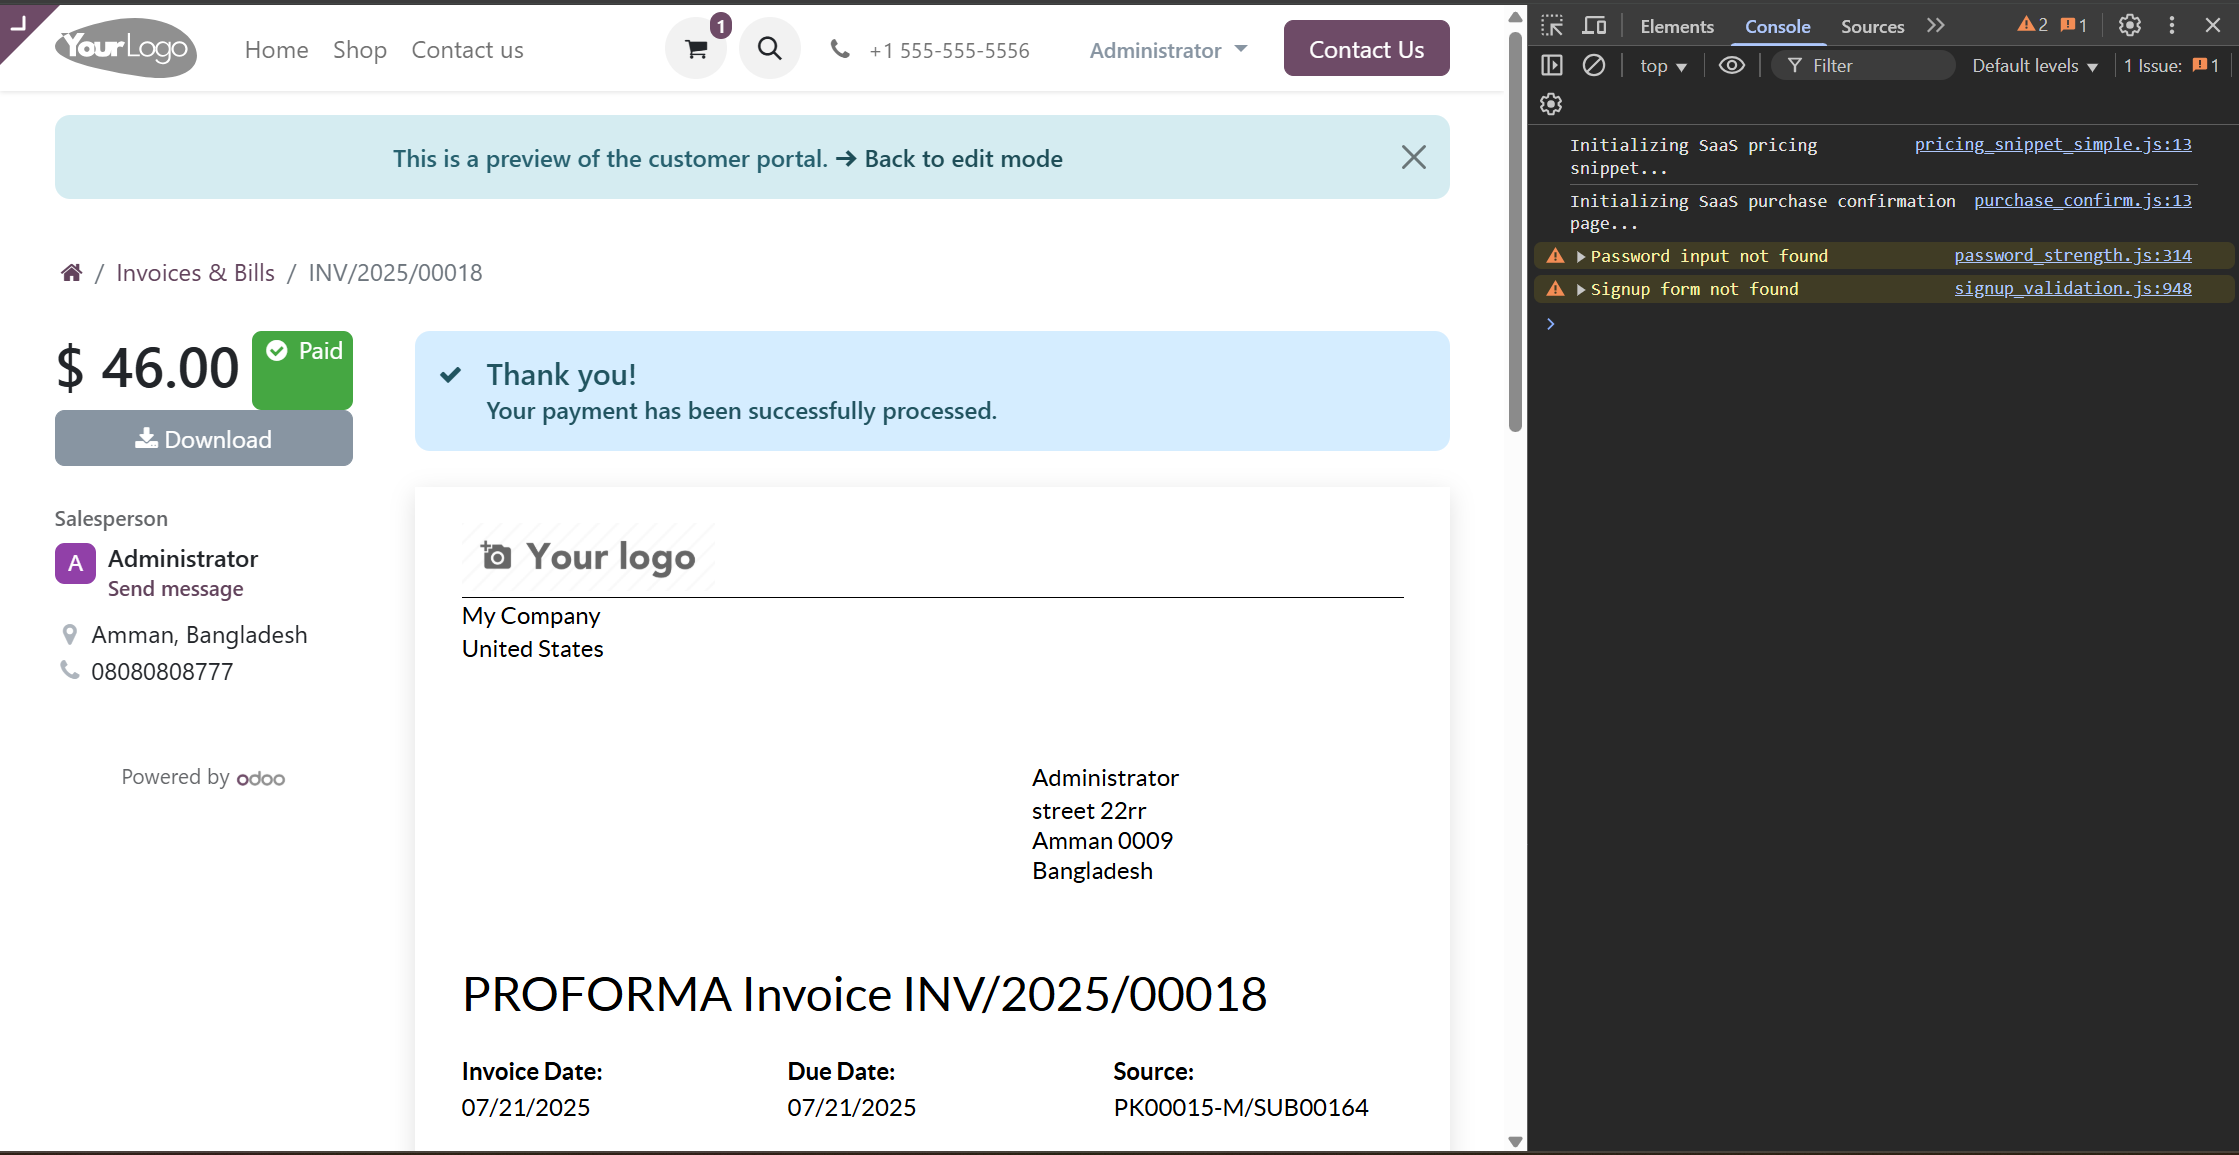 YourLogo
Home
Shop
Contact us
1
+1 555-555-5556
Administrator
Contact Us
This is a preview of the customer portal. → Back to edit mode
/ Invoices & Bills / INV/2025/00018
$ 46.00
Paid
Download
Thank you!
Your payment has been successfully processed.
Salesperson
A
Administrator
Send message
Amman, Bangladesh
08080808777
Powered by odoo
Your logo
My Company
United States
Administrator
street 22rr
Amman 0009
Bangladesh
PROFORMA Invoice INV/2025/00018
Invoice Date:
07/21/2025
Due Date:
07/21/2025
Source:
PK00015-M/SUB00164
Elements
Console
Sources
2
1
top
Filter
Default levels
1 Issue:
1
Initializing SaaS pricing
snippet...
pricing_snippet_simple.js:13
Initializing SaaS purchase confirmation
page...
purchase_confirm.js:13
Password input not found
password_strength.js:314
Signup form not found
signup_validation.js:948